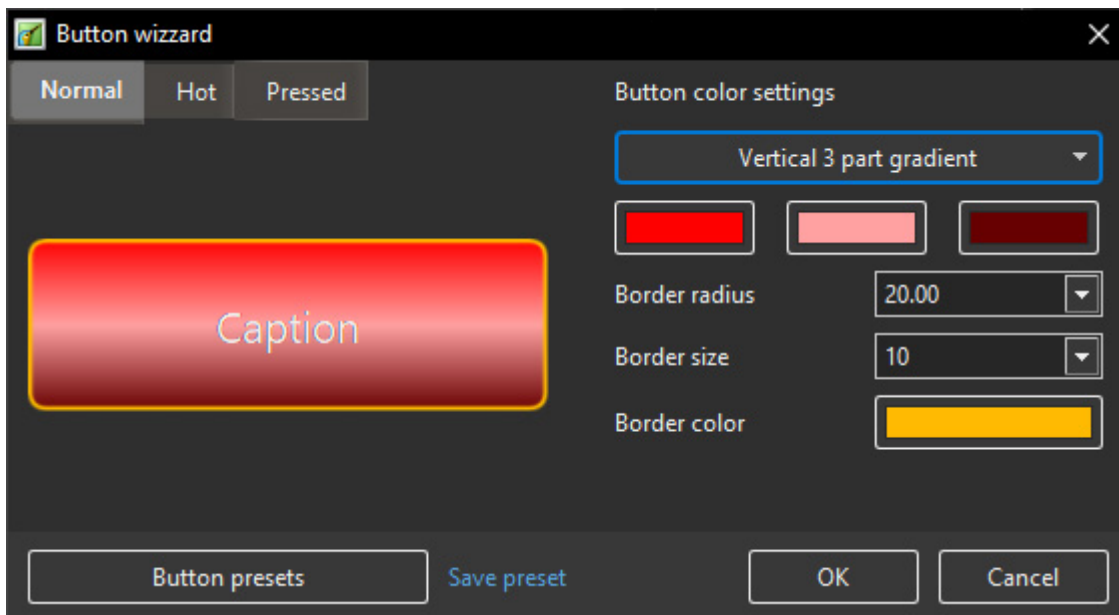 Button wizzard
Normal Hot Pressed
Caption
Button color settings
Vertical 3 part gradient
Border radius 20.00
Border size 10
Border color
Button presets Save preset OK Cancel